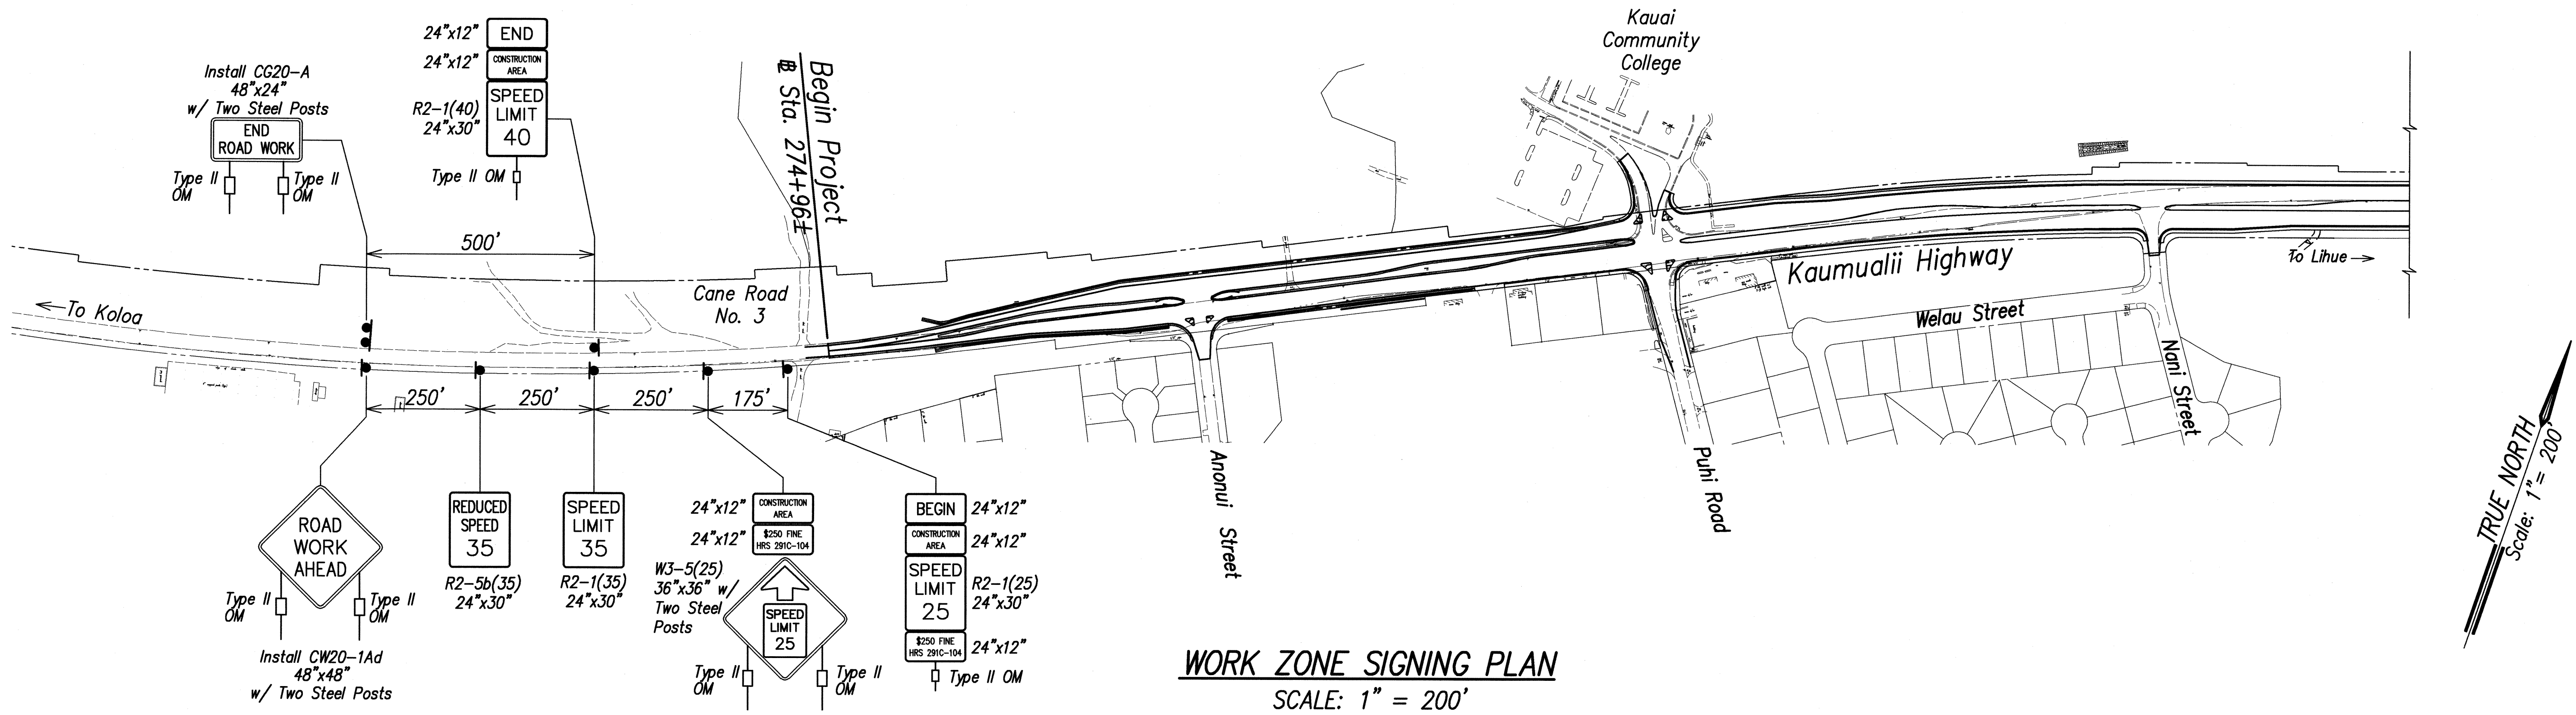 24"x12"
END
24"x12"
CONSTRUCTION
AREA
R2-1(40)
24"x30"
SPEED
LIMIT
40
Type II OM
Install CG20-A
48"x24"
w/ Two Steel Posts
END
ROAD WORK
Type II
OM
Type II
OM
500'
Begin Project
Sta. 274+96±
Kauai
Community
College
Cane Road
No. 3
To Koloa
Kaumualii Highway
To Lihue
Welau Street
Nani Street
Puhi Road
Anonui Street
250'
250'
250'
175'
ROAD
WORK
AHEAD
Type II
OM
Type II
OM
Install CW20-1Ad
48"x48"
w/ Two Steel Posts
REDUCED
SPEED
35
R2-5b(35)
24"x30"
SPEED
LIMIT
35
R2-1(35)
24"x30"
24"x12"
CONSTRUCTION
AREA
24"x12"
$250 FINE
HRS 291C-104
W3-5(25)
36"x36" w/
Two Steel
Posts
SPEED
LIMIT
25
Type II
OM
Type II
OM
BEGIN
24"x12"
CONSTRUCTION
AREA
24"x12"
SPEED
LIMIT
25
R2-1(25)
24"x30"
$250 FINE
HRS 291C-104
24"x12"
Type II OM
WORK ZONE SIGNING PLAN
SCALE: 1" = 200'
TRUE NORTH
Scale: 1"= 200'